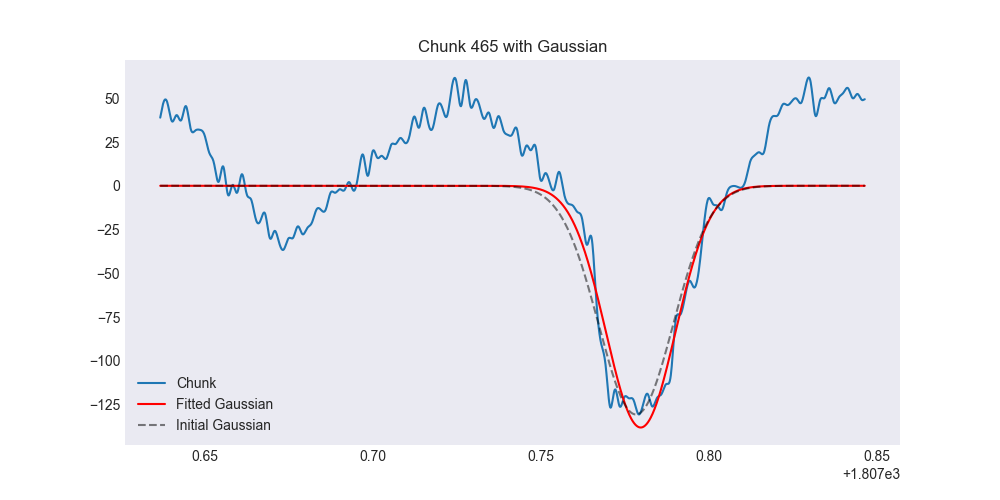 Chunk 465 with Gaussian
50
25
0
−25
−50
−75
−100
−125
Chunk
Fitted Gaussian
Initial Gaussian
0.65 0.70 0.75 0.80 0.85
+1.807e3